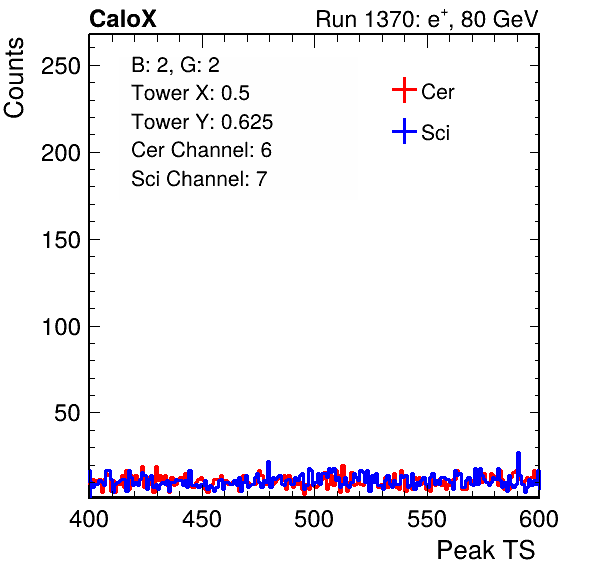 CaloX
Run 1370: e+, 80 GeV
Counts
250
200
150
100
50
B: 2, G: 2
Tower X: 0.5
Tower Y: 0.625
Cer Channel: 6
Sci Channel: 7
Cer
Sci
400 450 500 550 600
Peak TS